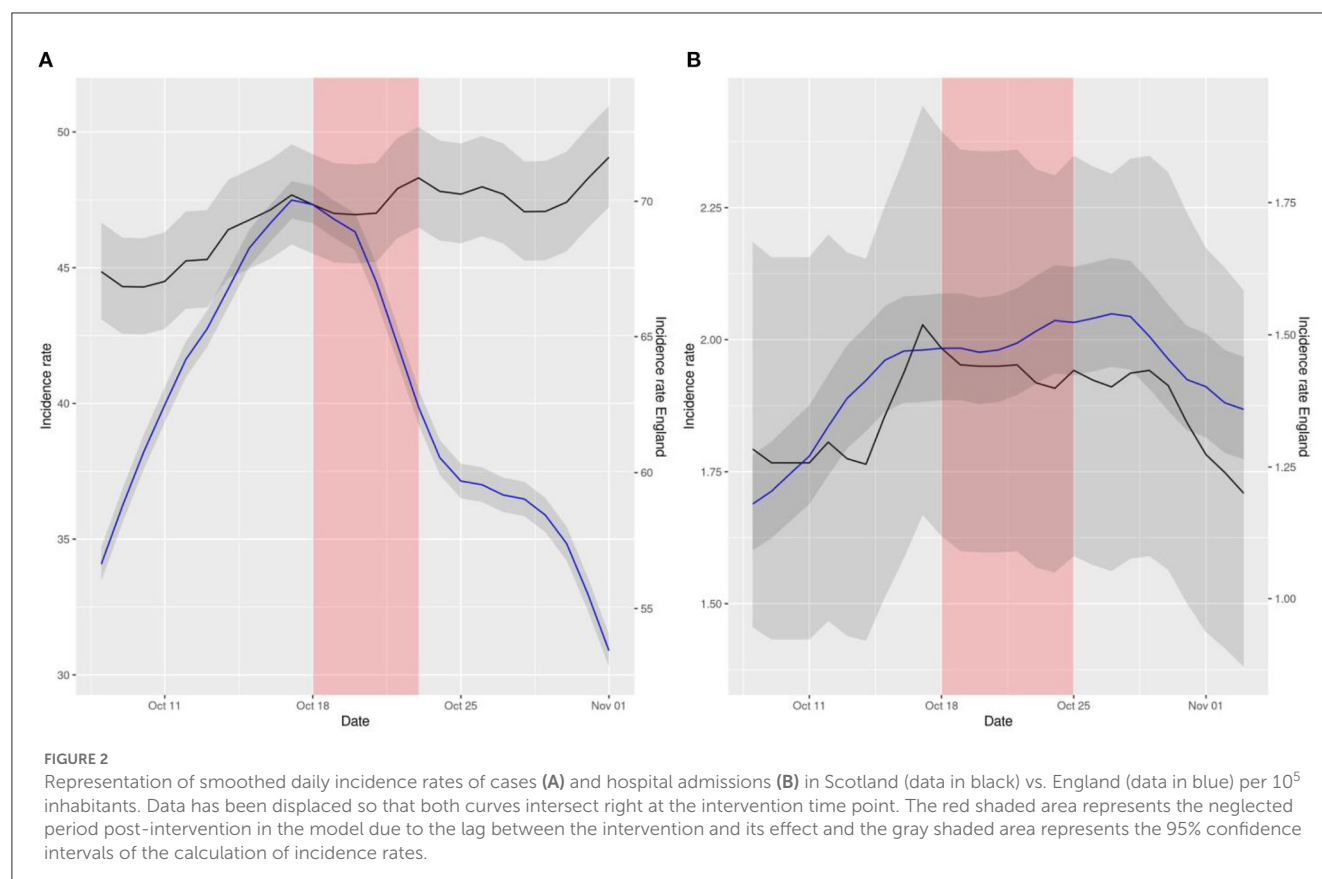 A
B
50
45
40
35
30
Incidence rate
70
65
60
55
Incidence rate England
Oct 11
Oct 18
Oct 25
Nov 01
Date
2.25
2.00
1.75
1.50
Incidence rate
1.75
1.50
1.25
1.00
Incidence rate England
Oct 11
Oct 18
Oct 25
Nov 01
Date
FIGURE 2
Representation of smoothed daily incidence rates of cases (A) and hospital admissions (B) in Scotland (data in black) vs. England (data in blue) per 10⁵
inhabitants. Data has been displaced so that both curves intersect right at the intervention time point. The red shaded area represents the neglected
period post-intervention in the model due to the lag between the intervention and its effect and the gray shaded area represents the 95% confidence
intervals of the calculation of incidence rates.